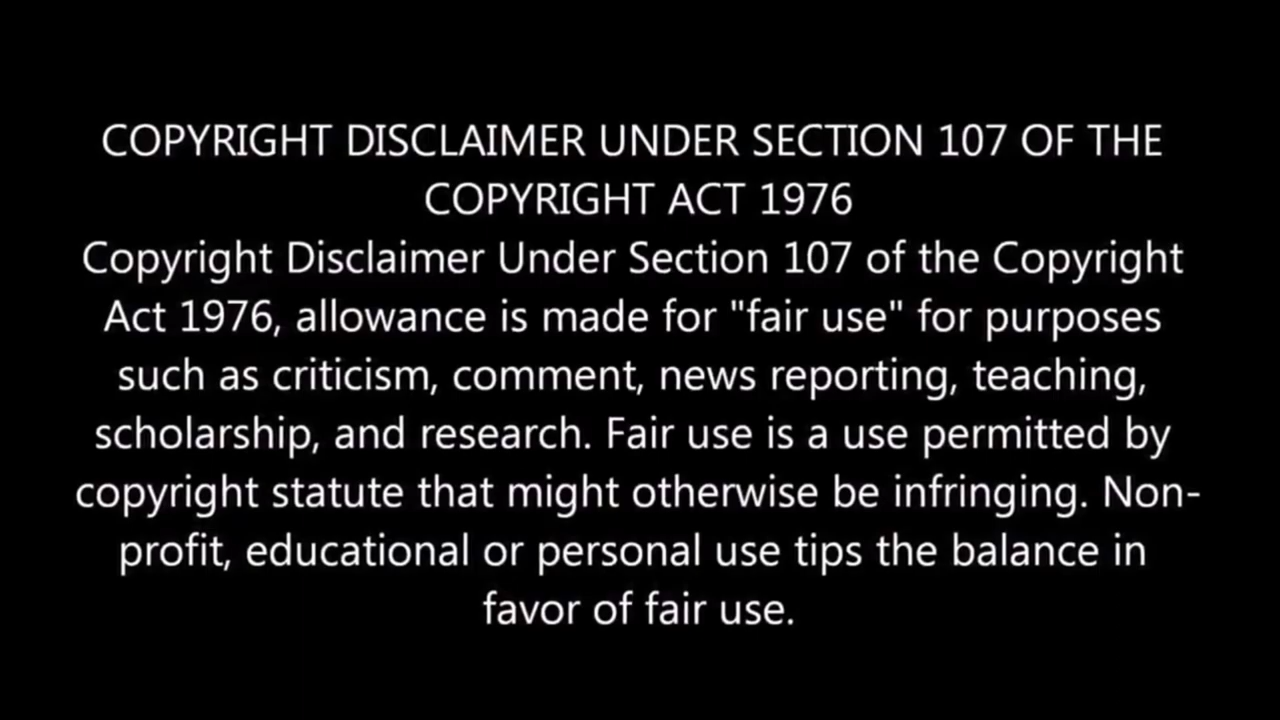 COPYRIGHT DISCLAIMER UNDER SECTION 107 OF THE
COPYRIGHT ACT 1976
Copyright Disclaimer Under Section 107 of the Copyright
Act 1976, allowance is made for "fair use" for purposes
such as criticism, comment, news reporting, teaching,
scholarship, and research. Fair use is a use permitted by
copyright statute that might otherwise be infringing. Non-
profit, educational or personal use tips the balance in
favor of fair use.